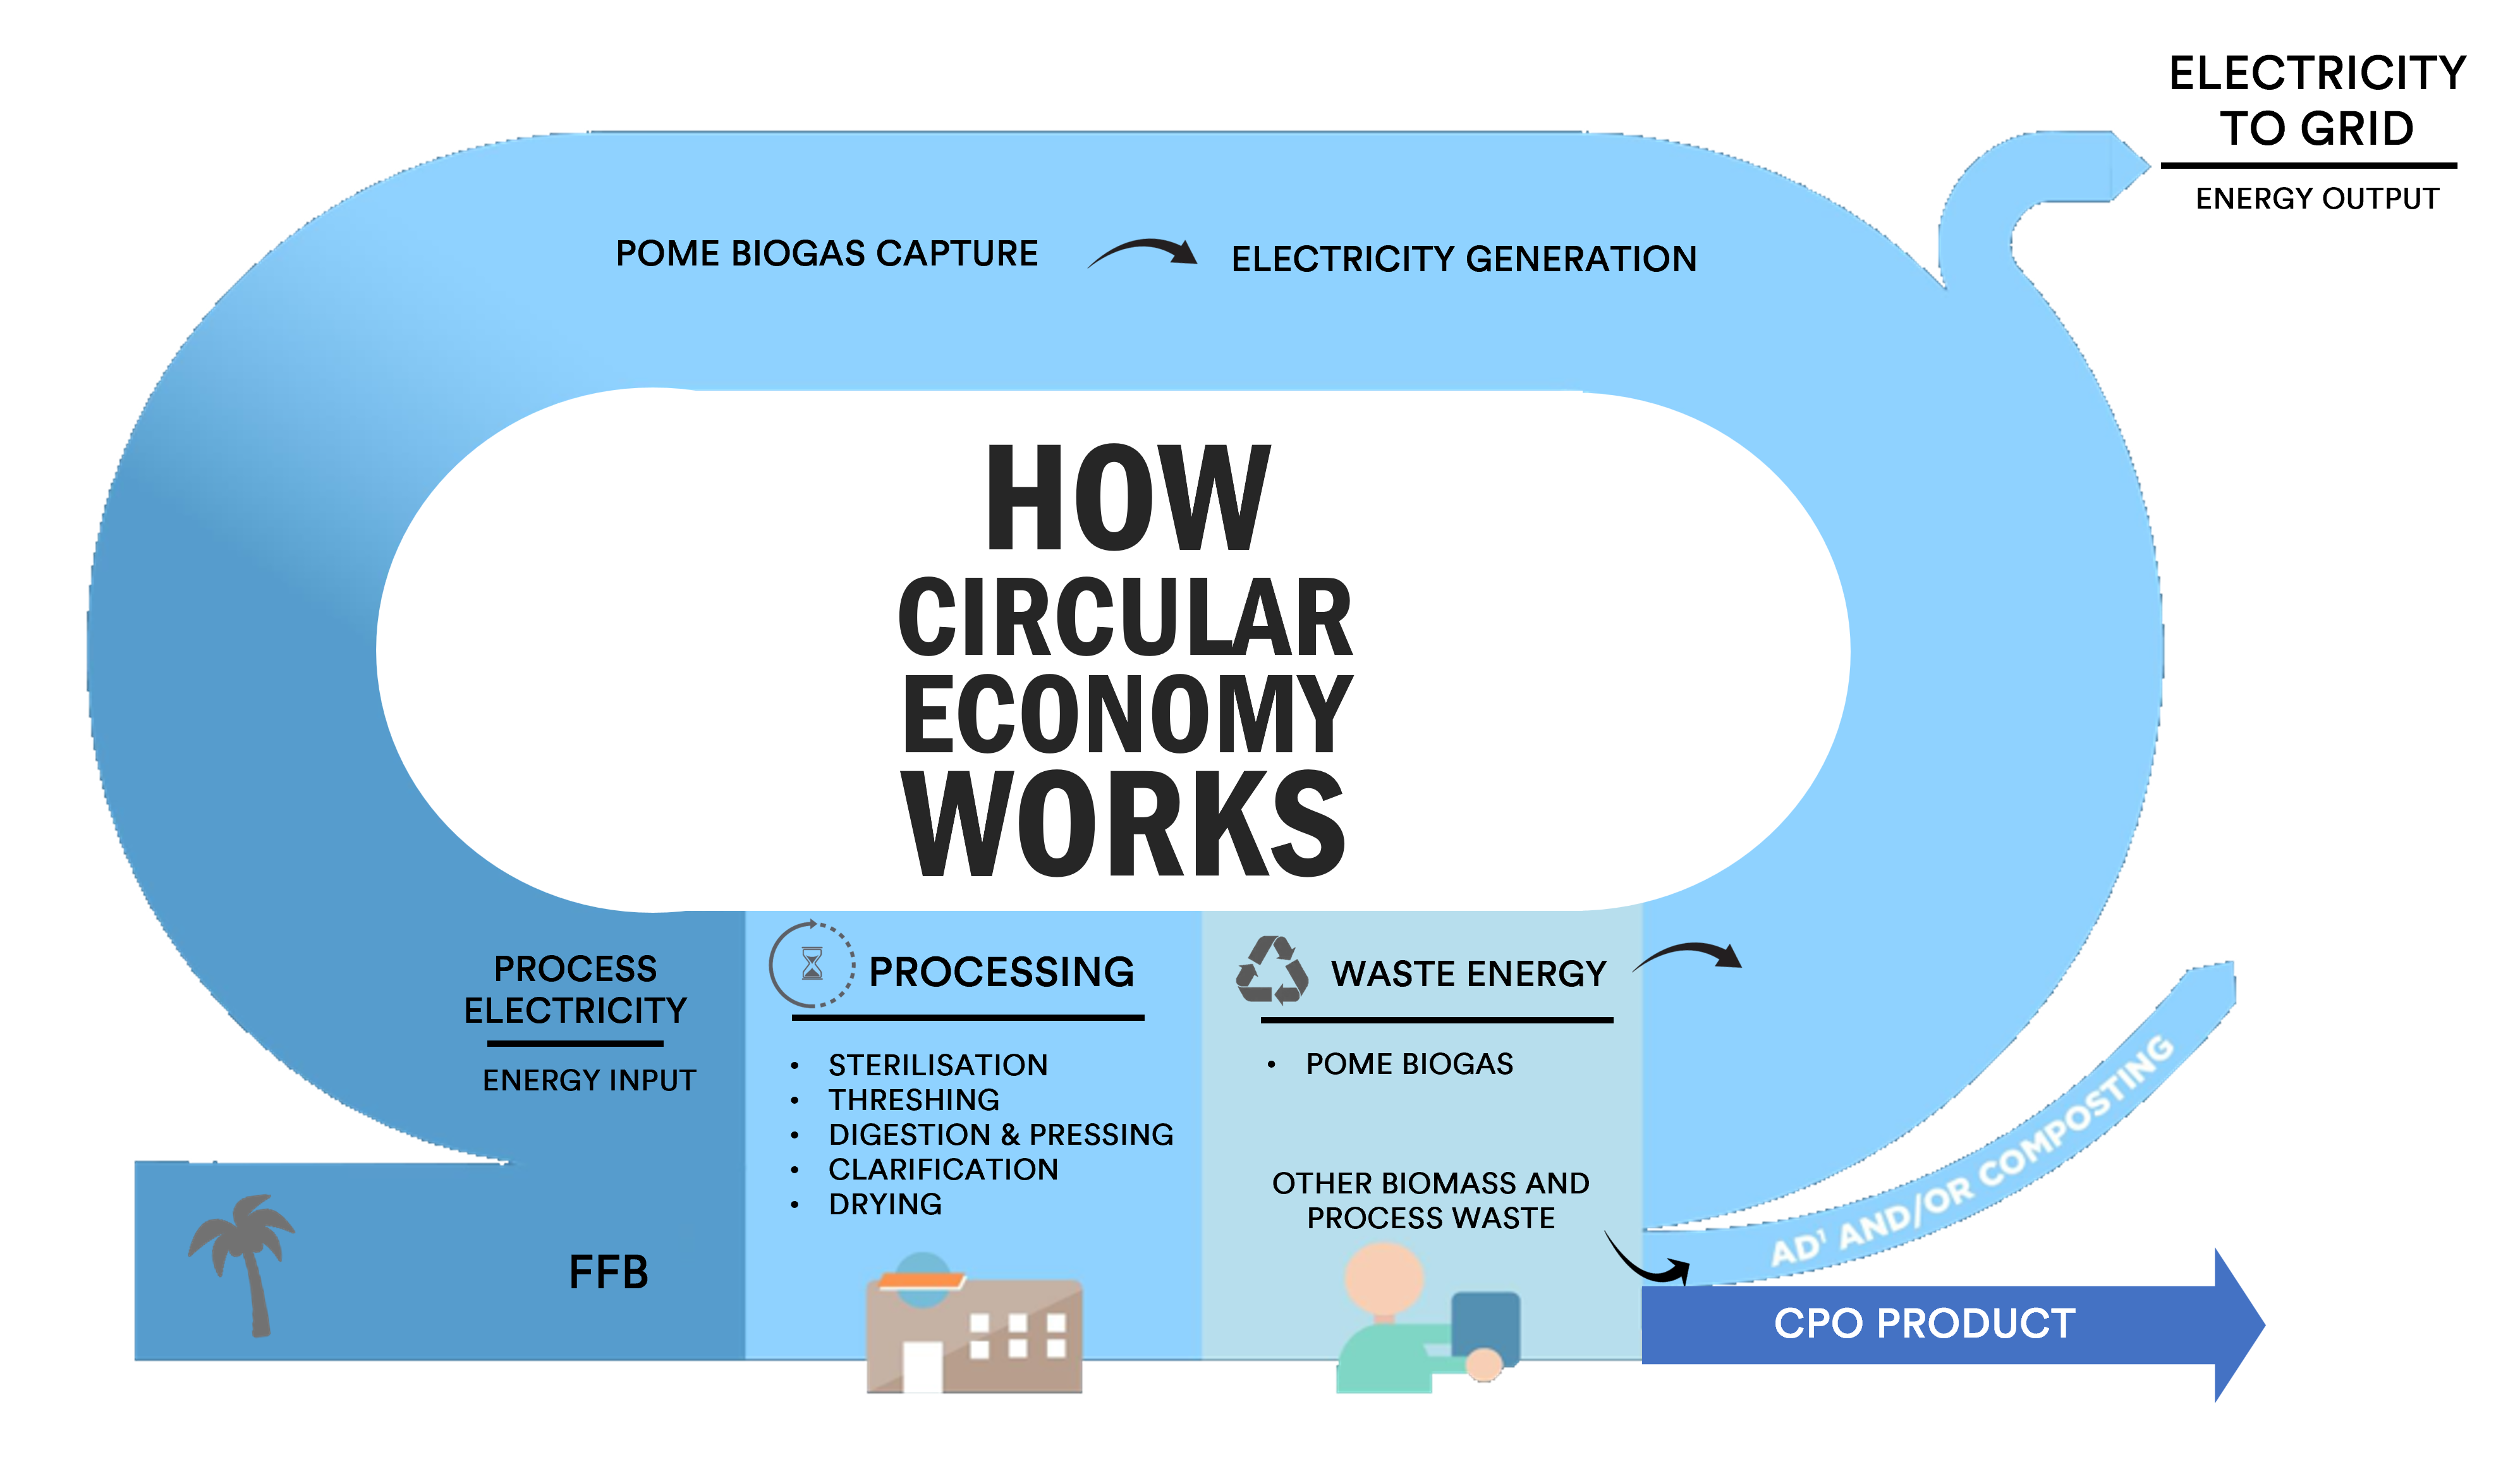 ELECTRICITY
TO GRID
ENERGY OUTPUT
POME BIOGAS CAPTURE
ELECTRICITY GENERATION
HOW
CIRCULAR
ECONOMY
WORKS
PROCESS
ELECTRICITY
ENERGY INPUT
FFB
PROCESSING
• STERILISATION
• THRESHING
• DIGESTION & PRESSING
• CLARIFICATION
• DRYING
WASTE ENERGY
• POME BIOGAS
OTHER BIOMASS AND
PROCESS WASTE
AD¹ AND/OR COMPOSTING
CPO PRODUCT